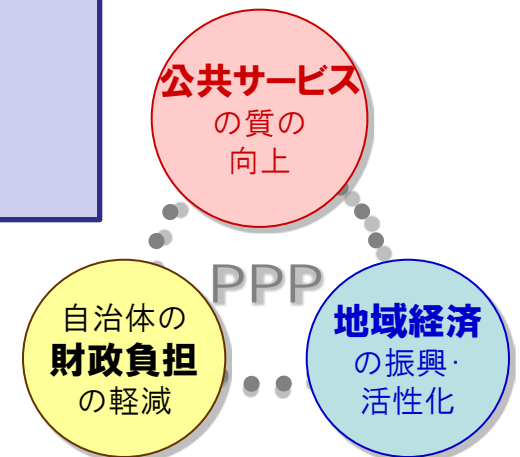 公共サービス
の質の
向上
PPP
自治体の
財政負担
の軽減
地域経済
の振興・
活性化